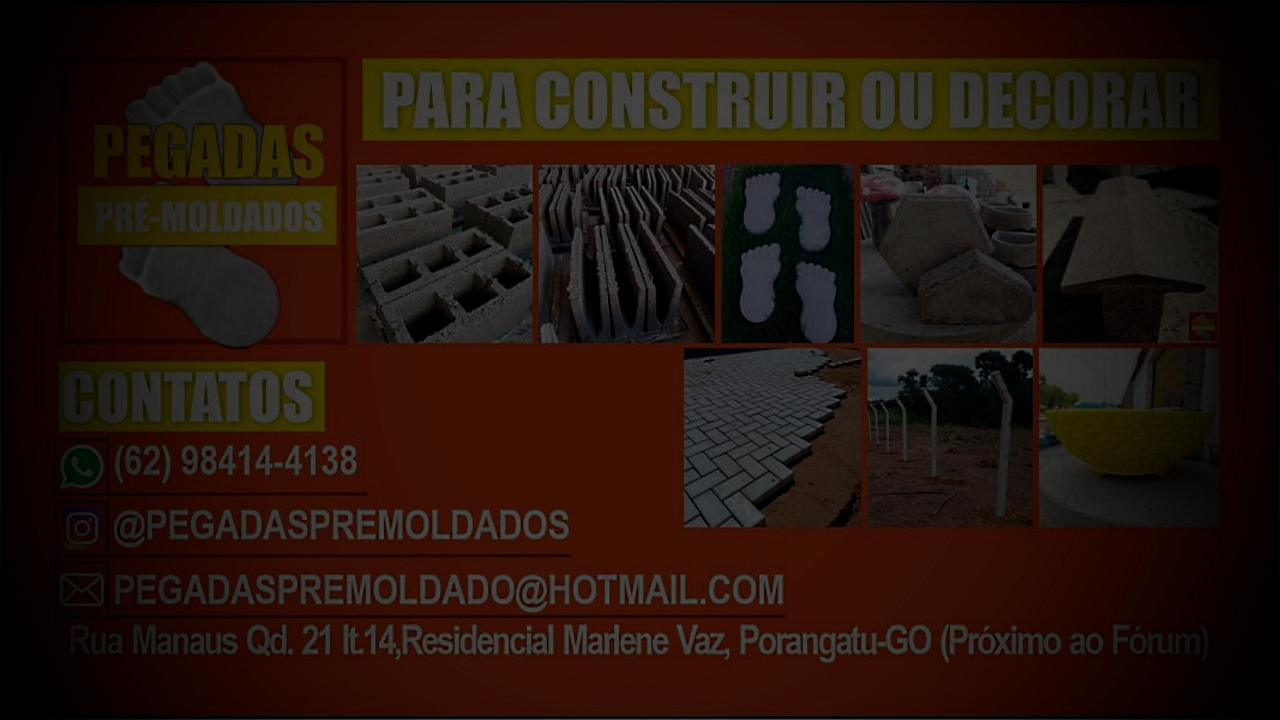 PEGADAS
PRÉ-MOLDADOS
PARA CONSTRUIR OU DECORAR
CONTATOS
(62) 98414-4138
@PEGADASPREMOLDADOS
PEGADASPREMOLDADO@HOTMAIL.COM
Rua Manaus Qd. 21 lt.14,Residencial Marlene Vaz, Porangatu-GO (Próximo ao Fórum)